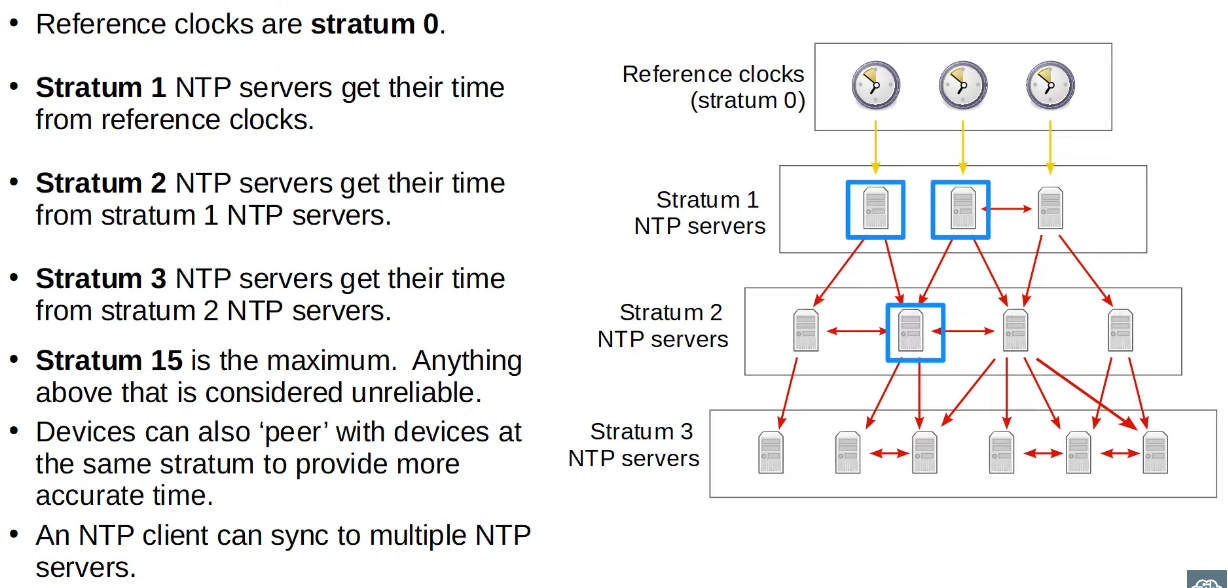 • Reference clocks are stratum 0.
• Stratum 1 NTP servers get their time
from reference clocks.
• Stratum 2 NTP servers get their time
from stratum 1 NTP servers.
• Stratum 3 NTP servers get their time
from stratum 2 NTP servers.
• Stratum 15 is the maximum.  Anything
above that is considered unreliable.
• Devices can also ‘peer’ with devices at
the same stratum to provide more
accurate time.
• An NTP client can sync to multiple NTP
servers.
Reference clocks
(stratum 0)
Stratum 1
NTP servers
Stratum 2
NTP servers
Stratum 3
NTP servers